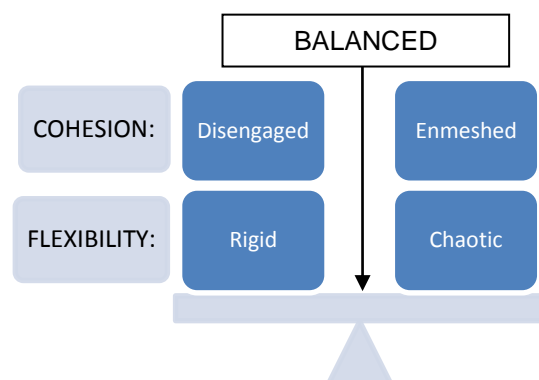 BALANCED
COHESION:
Disengaged
Enmeshed
FLEXIBILITY:
Rigid
Chaotic